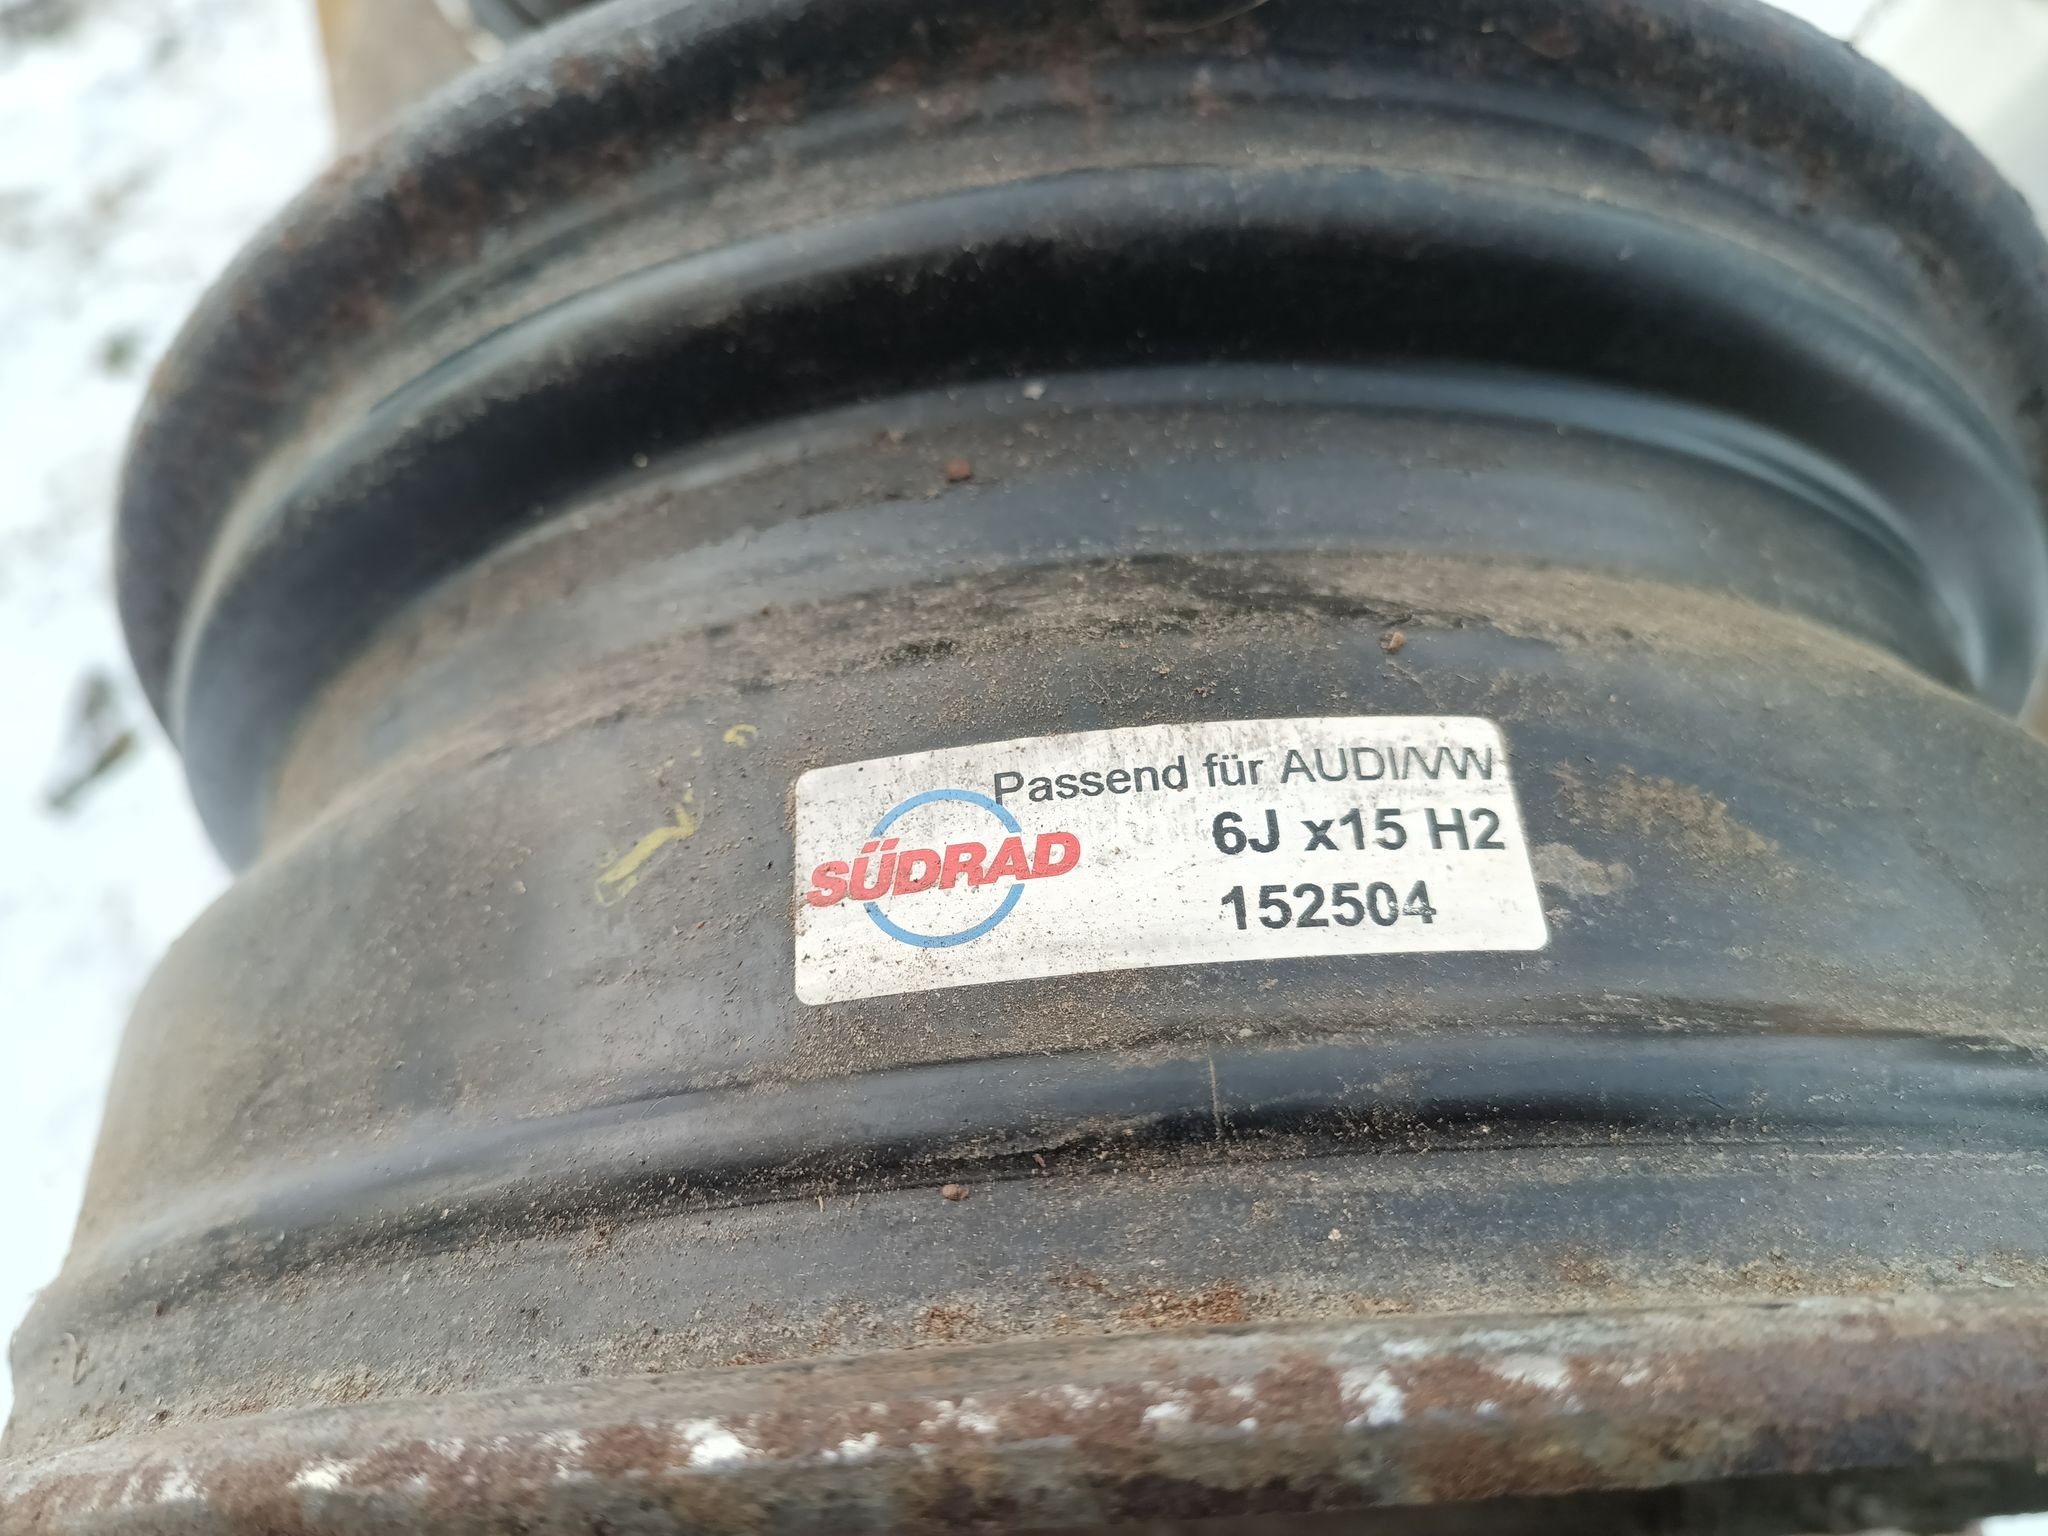 Passend für AUDI/VW
SÜDRAD
6J x15 H2
152504